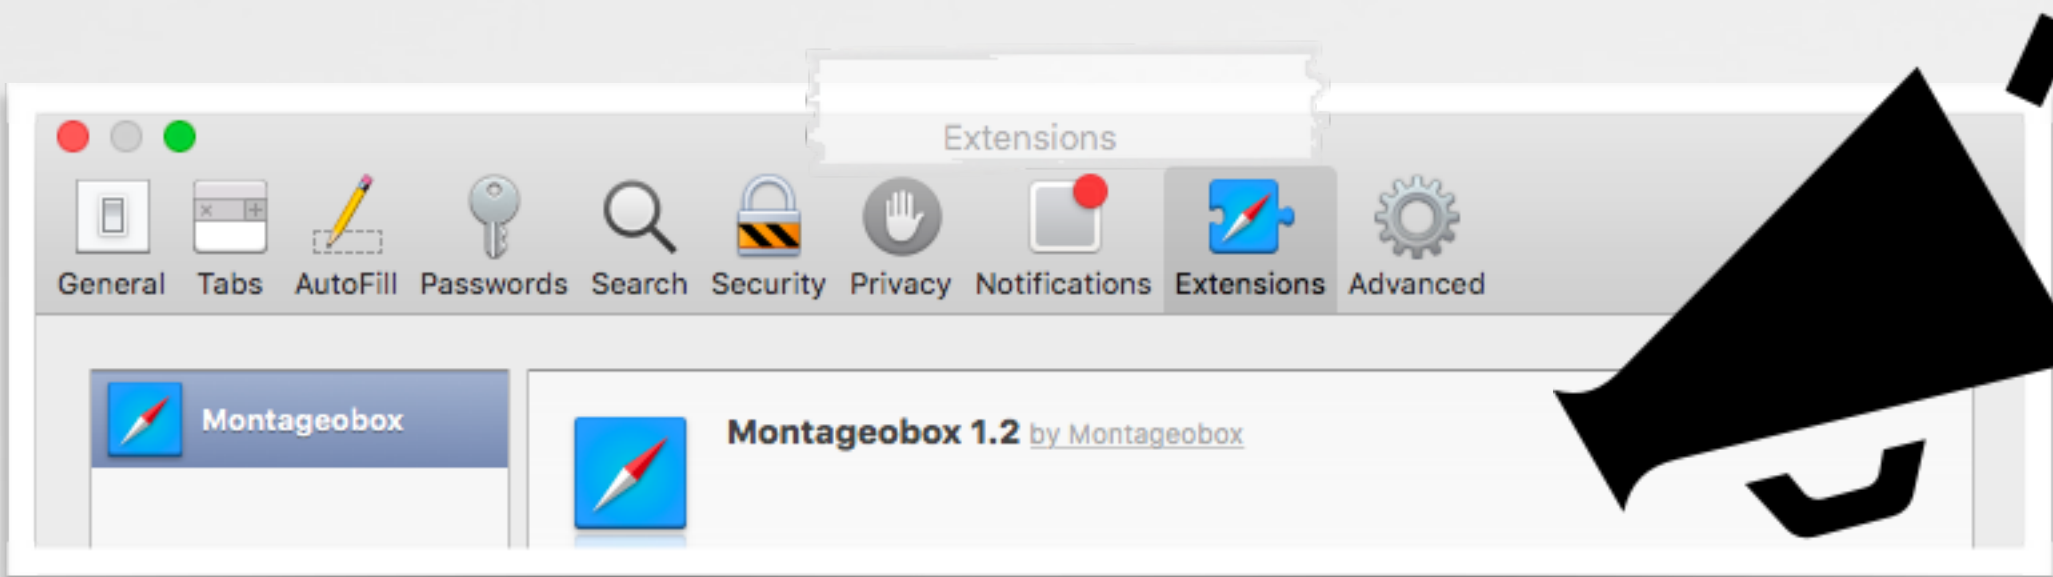 Extensions
General Tabs AutoFill Passwords Search Security Privacy Notifications Extensions Advanced
Montageobox
Montageobox 1.2 by Montageobox